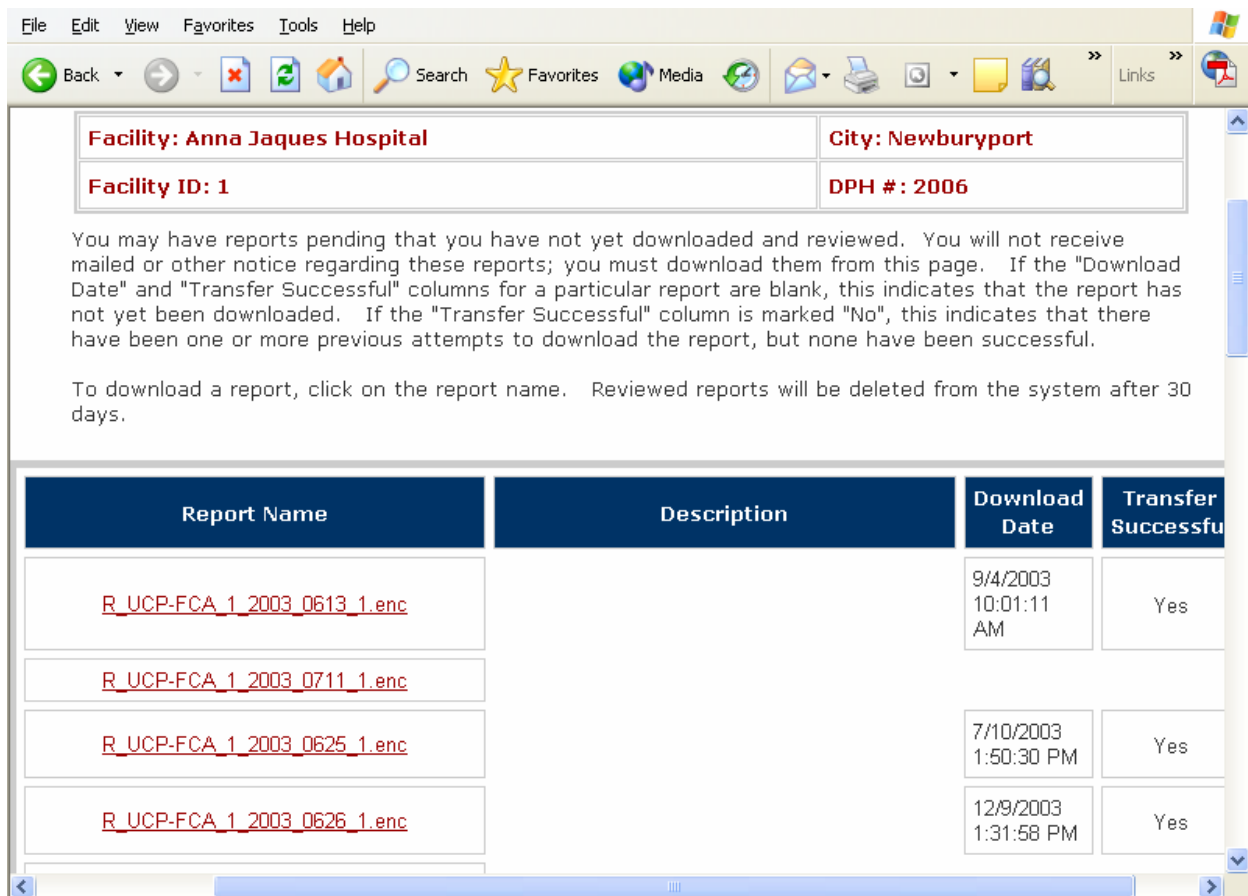 File Edit View Favorites Tools Help
Back Search Favorites Media » Links »
Facility: Anna Jaques Hospital City: Newburyport
Facility ID: 1 DPH #: 2006
You may have reports pending that you have not yet downloaded and reviewed. You will not receive
mailed or other notice regarding these reports; you must download them from this page. If the "Download
Date" and "Transfer Successful" columns for a particular report are blank, this indicates that the report has
not yet been downloaded. If the "Transfer Successful" column is marked "No", this indicates that there
have been one or more previous attempts to download the report, but none have been successful.
To download a report, click on the report name. Reviewed reports will be deleted from the system after 30
days.
Report Name Description Download Transfer
Date Successfu
R_UCP-FCA_1_2003_0613_1.enc 9/4/2003
10:01:11 Yes
AM
R_UCP-FCA_1_2003_0711_1.enc
R_UCP-FCA_1_2003_0625_1.enc 7/10/2003
1:50:30 PM Yes
R_UCP-FCA_1_2003_0626_1.enc 12/9/2003
1:31:58 PM Yes